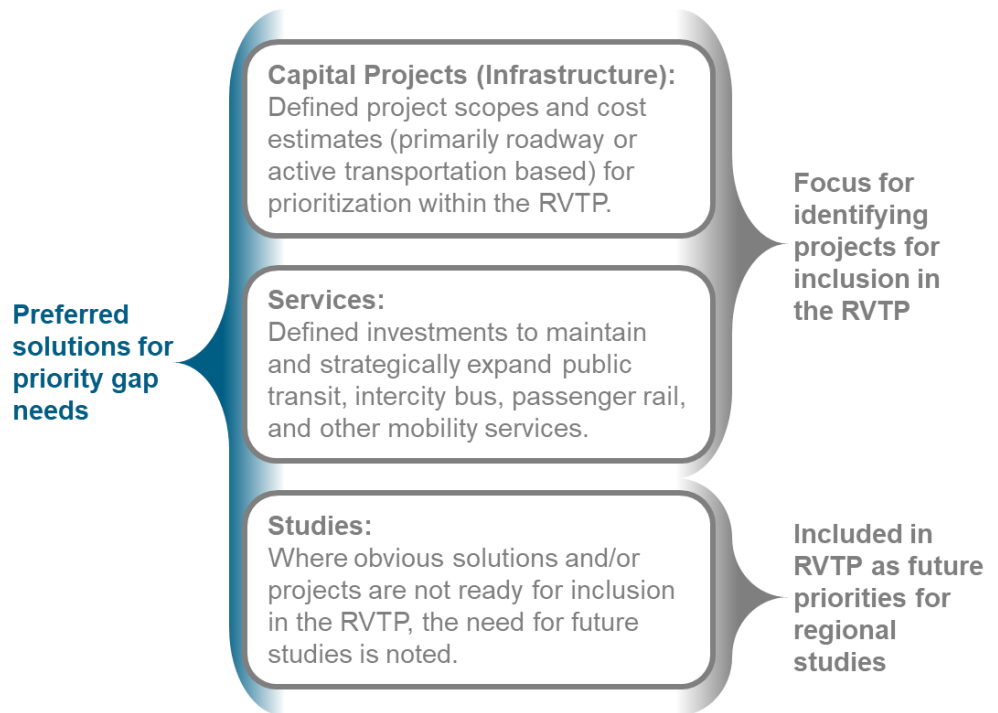 Preferred
solutions for
priority gap
needs
Capital Projects (Infrastructure):
Defined project scopes and cost
estimates (primarily roadway or
active transportation based) for
prioritization within the RVTP.
Services:
Defined investments to maintain
and strategically expand public
transit, intercity bus, passenger rail,
and other mobility services.
Studies:
Where obvious solutions and/or
projects are not ready for inclusion
in the RVTP, the need for future
studies is noted.
Focus for
identifying
projects for
inclusion in
the RVTP
Included in
RVTP as future
priorities for
regional
studies